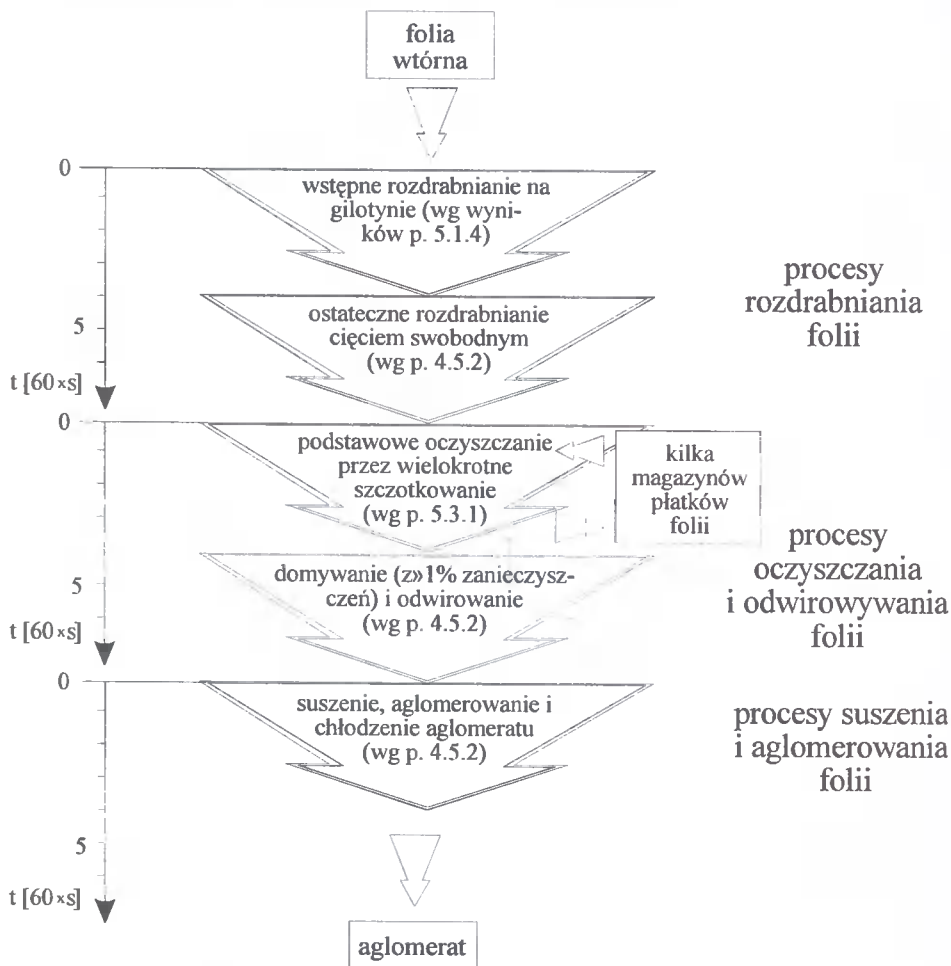 folia
wtórna
0
wstępne rozdrabnianie na
gilotynie (wg wyni-
ków p. 5.1.4)
procesy
rozdrabniania
folii
ostateczne rozdrabnianie
cięciem swobodnym
(wg p. 4.5.2)
5
t [60×s]
0
podstawowe oczyszczanie
przez wielokrotne
szczotkowanie
(wg p. 5.3.1)
kilka
magazynów
płatków
folii
procesy
oczyszczania
i odwirowywania
folii
domywanie (z»1% zanieczysz-
czeń) i odwirowanie
(wg p. 4.5.2)
5
t [60×s]
0
suszenie, aglomerowanie i
chłodzenie aglomeratu
(wg p. 4.5.2)
procesy suszenia
i aglomerowania
folii
5
t [60×s]
aglomerat